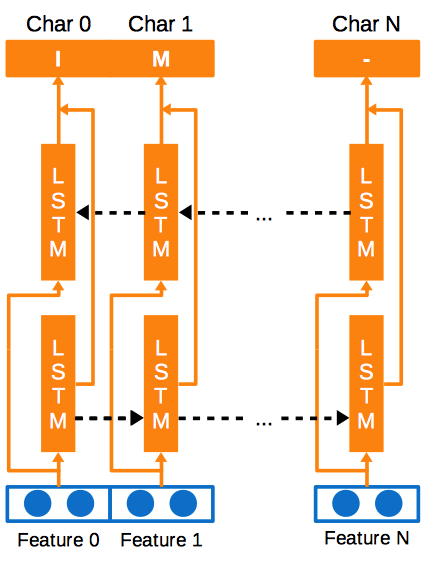 Char 0 Char 1 Char N
I M -
L S T M L S T M L S T M
...
L S T M L S T M L S T M
...
Feature 0 Feature 1 Feature N